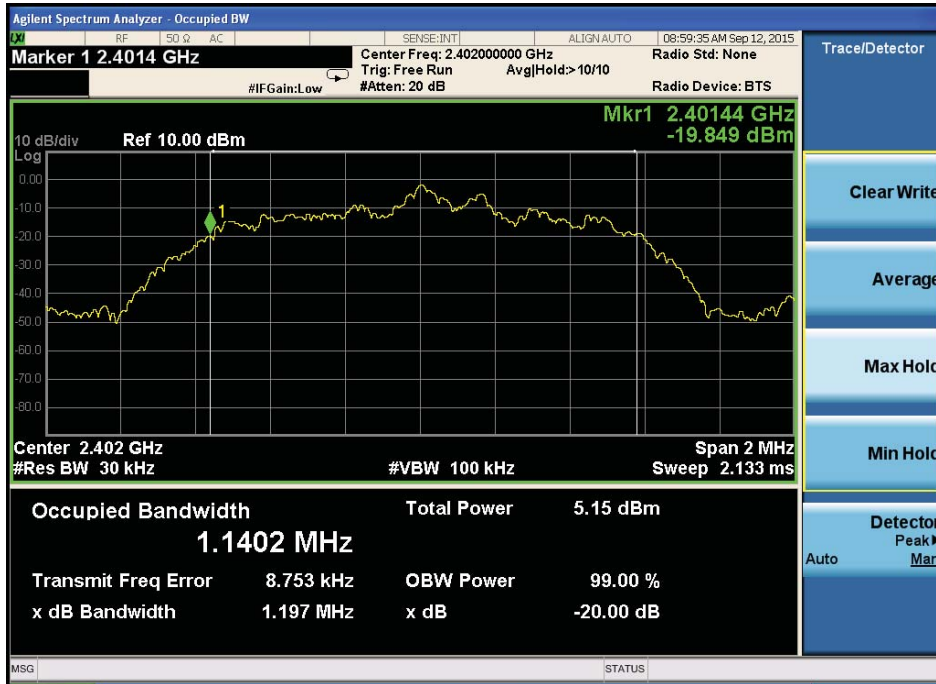 Agilent Spectrum Analyzer - Occupied BW
LXI RF 50 Ω AC SENSE:INT ALIGN AUTO 08:59:35 AM Sep 12, 2015
Marker 1 2.4014 GHz
Center Freq: 2.402000000 GHz
Radio Std: None
Trig: Free Run Avg|Hold:>10/10
#IFGain:Low #Atten: 20 dB Radio Device: BTS
Trace/Detector
Mkr1 2.40144 GHz
-19.849 dBm
10 dB/div Ref 10.00 dBm
Log
0.00
-10.0
-20.0
-30.0
-40.0
-50.0
-60.0
-70.0
-80.0
1
Center 2.402 GHz Span 2 MHz
#Res BW 30 kHz #VBW 100 kHz Sweep 2.133 ms
Occupied Bandwidth Total Power 5.15 dBm
1.1402 MHz
Transmit Freq Error 8.753 kHz OBW Power 99.00 %
x dB Bandwidth 1.197 MHz x dB -20.00 dB
Clear Write
Average
Max Hold
Min Hold
Detector
Peak
Auto Man
MSG STATUS